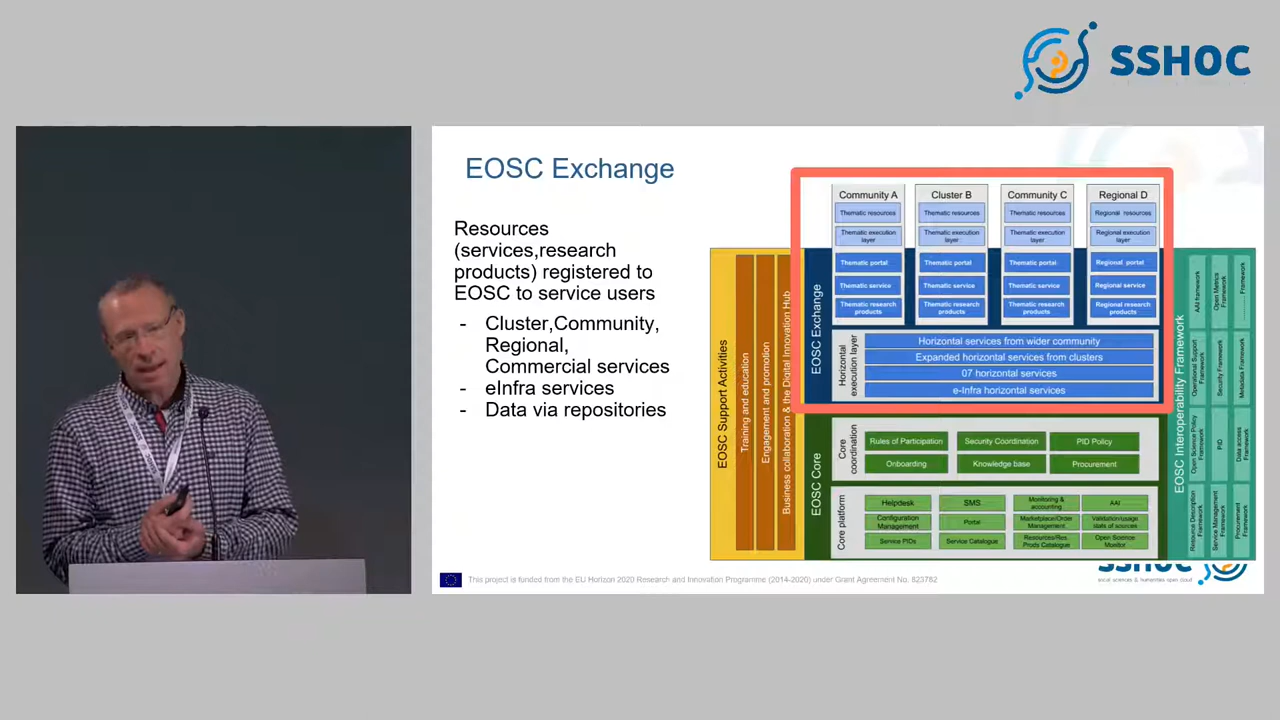 SSHOC
EOSC Exchange
Resources
(services,research
products) registered to
EOSC to service users
- Cluster,Community,
Regional,
Commercial services
- eInfra services
- Data via repositories
Community A
Cluster B
Community C
Regional D
Thematic resources
Thematic resources
Thematic resources
Regional resources
Thematic execution
layer
Thematic execution
layer
Thematic execution
layer
Regional execution
layer
Thematic portal
Thematic portal
Thematic portal
Regional portal
Thematic service
Thematic service
Thematic service
Regional service
Thematic research
products
Thematic research
products
Thematic research
products
Regional research
products
EOSC Exchange
Horizontal
execution layer
Horizontal services from wider community
Expanded horizontal services from clusters
07 horizontal services
e-Infra horizontal services
EOSC Support Activities
Training and education
Engagement and promotion
Business collaboration & the Digital Innovation Hub
EOSC Core
Core
coordination
Rules of Participation
Security Coordination
PID Policy
Onboarding
Knowledge base
Procurement
Core platform
Helpdesk
SMS
Monitoring &
accounting
AAI
Configuration
Management
Portal
Marketplace/Order
Management
Validation/usage
stats of sources
Service PIDs
Service Catalogue
Resources/Res.
Prods Catalogue
Open Science
Monitor
EOSC Interoperability Framework
AAI framework
Open Metrics
Framework
Framework
Operational Support
Framework
Security Framework
Metadata Framework
Open Science Policy
Framework
PID
Data access
Framework
Resource Description
Framework
Service Management
Framework
Procurement
Framework
This project is funded from the EU Horizon 2020 Research and Innovation Programme (2014-2020) under Grant Agreement No. 823782
SSHOC
social sciences & humanities open cloud